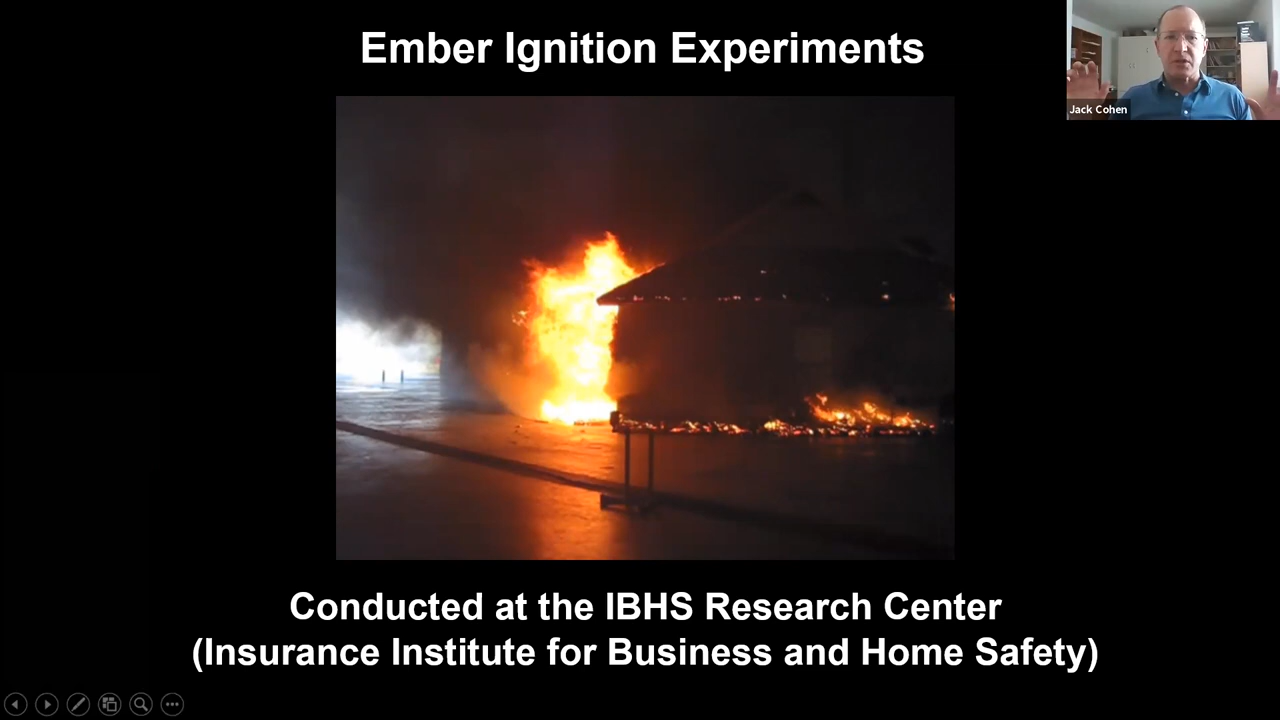 Ember Ignition Experiments
Jack Cohen
Conducted at the IBHS Research Center
(Insurance Institute for Business and Home Safety)